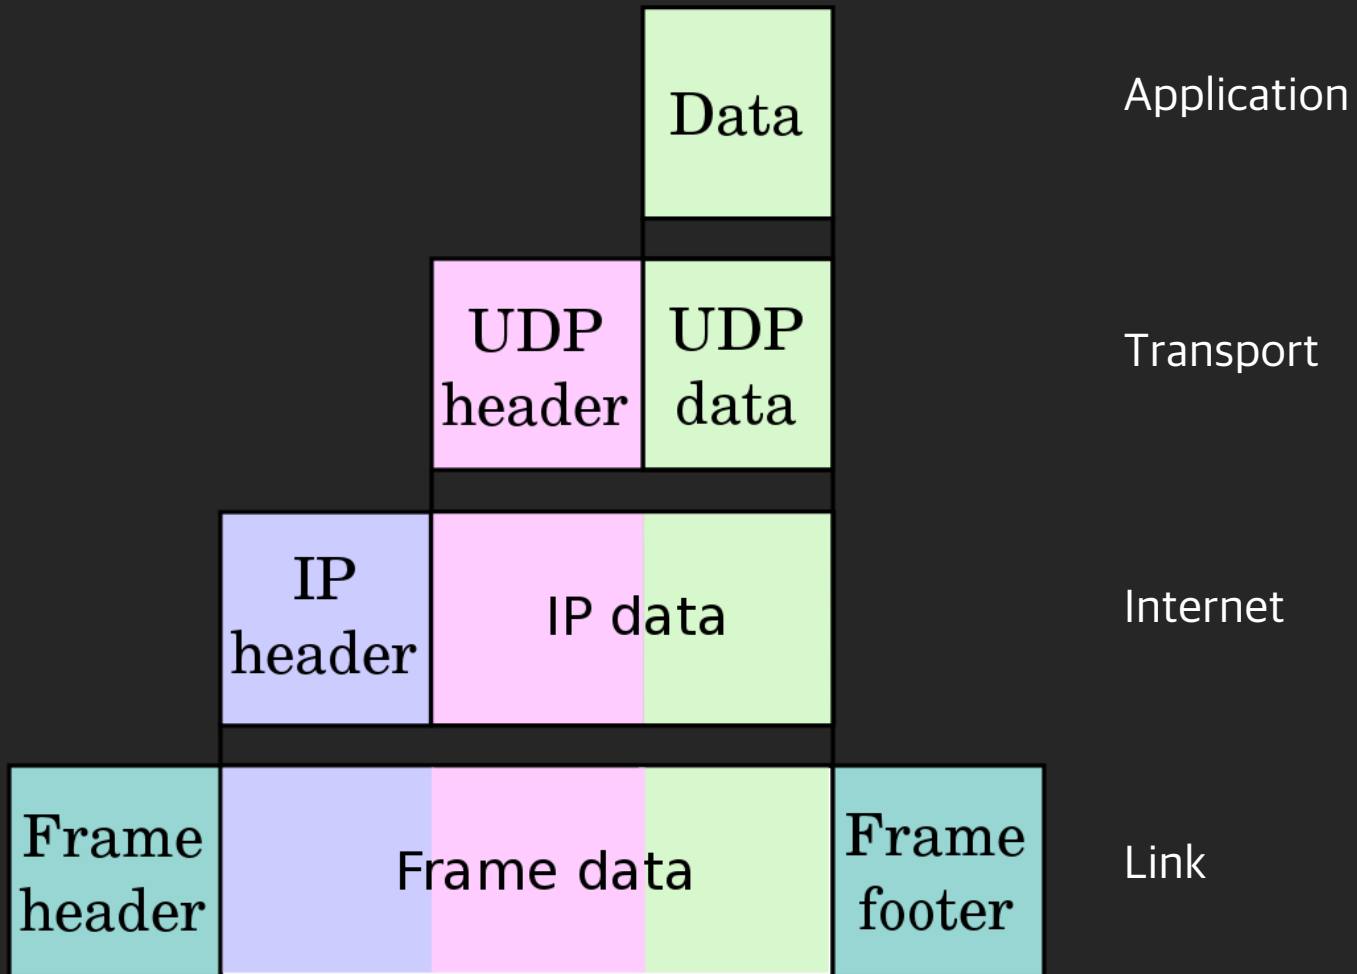 Data
Application
UDP
header
UDP
data
Transport
IP
header
IP data
Internet
Frame
header
Frame data
Frame
footer
Link